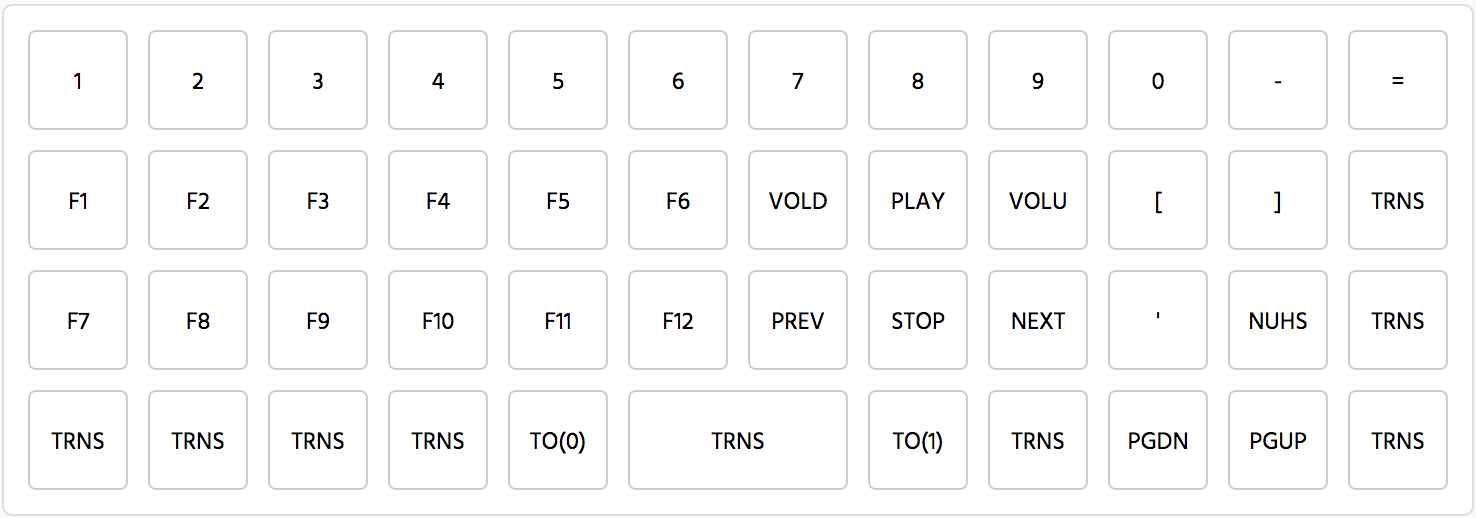 1 2 3 4 5 6 7 8 9 0 - =
F1 F2 F3 F4 F5 F6 VOLD PLAY VOLU [ ] TRNS
F7 F8 F9 F10 F11 F12 PREV STOP NEXT ' NUHS TRNS
TRNS TRNS TRNS TRNS TO(0) TRNS TO(1) TRNS PGDN PGUP TRNS